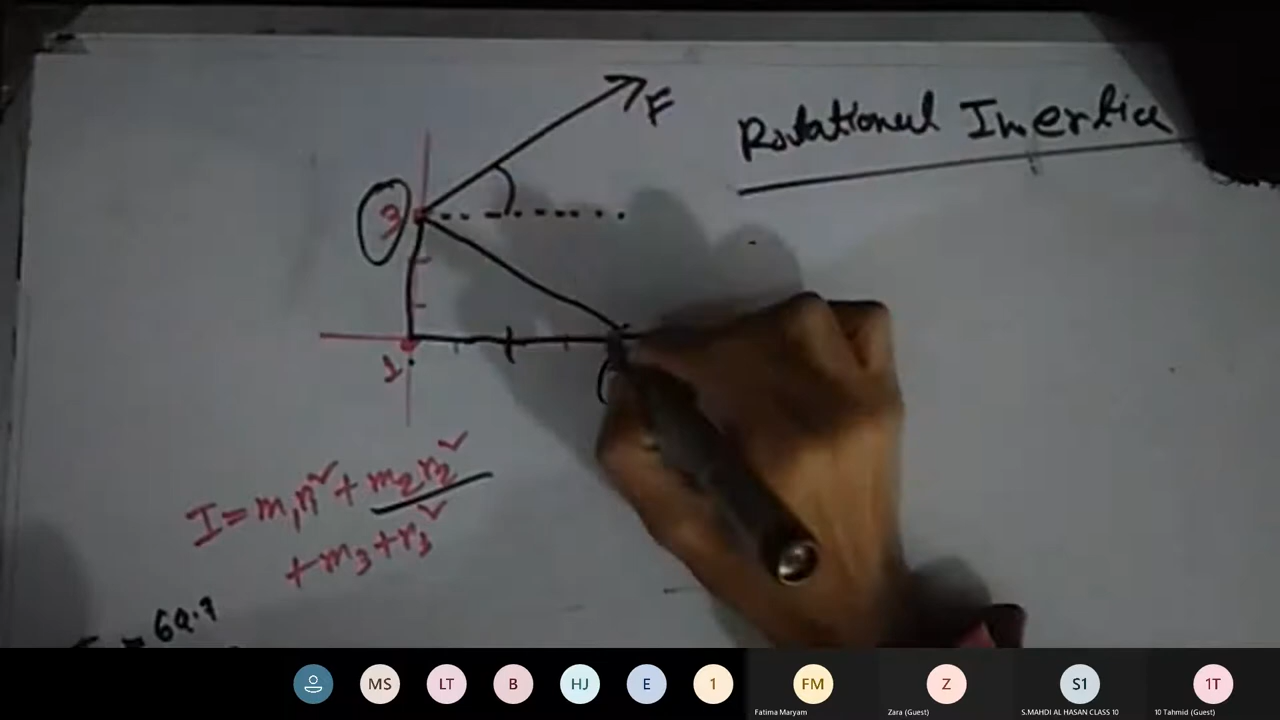 Rotational Inertia
F
3
1
I = m₁r₁² + m₂r₂²
+ m₃ + r₃²
MS
LT
B
HJ
E
1
FM
Z
S1
1T
Fatima Maryam
Zara (Guest)
S.MAHDI AL HASAN CLASS 10
10 Tahmid (Guest)